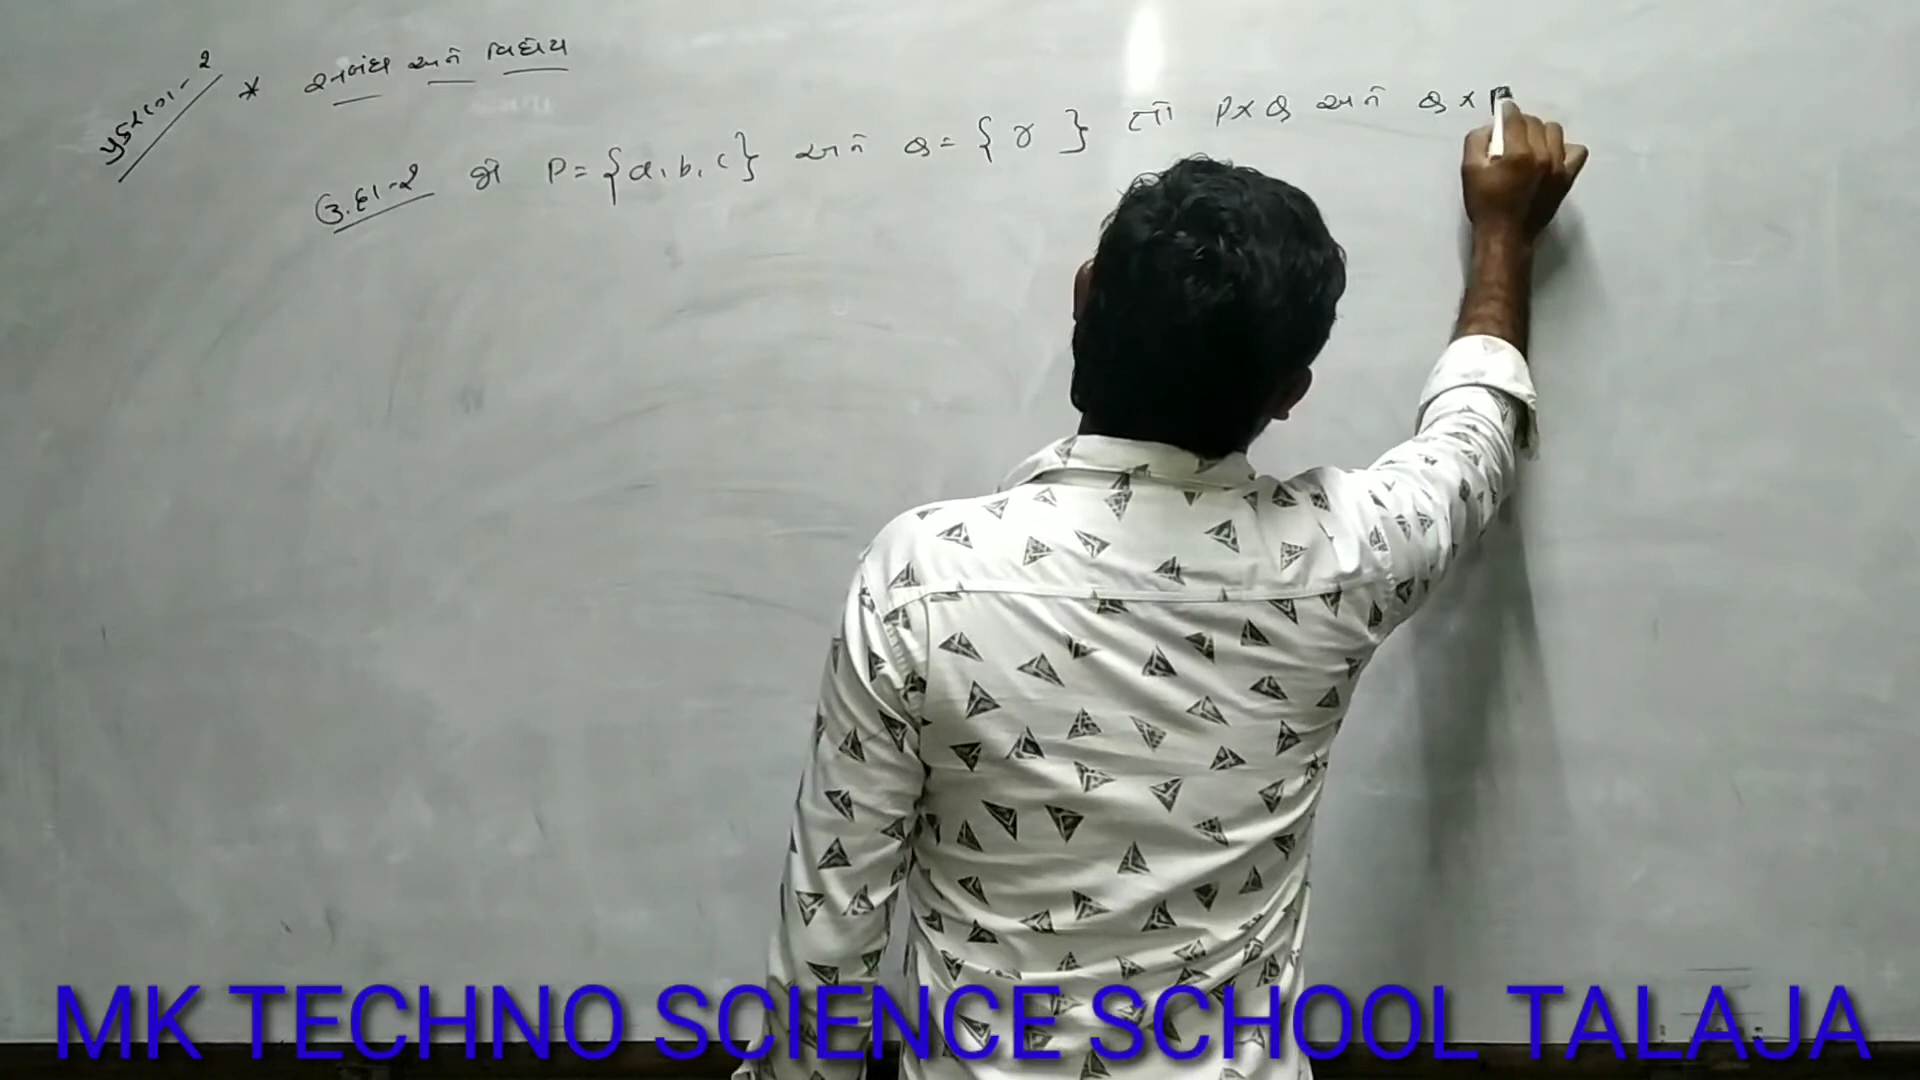 પ્રકરણ-2 * સંબંધ અને વિધેય
ઉ.દા-2 જો P={a,b,c} અને Q={r} તો P×Q અને Q×P
MK TECHNO SCIENCE SCHOOL TALAJA